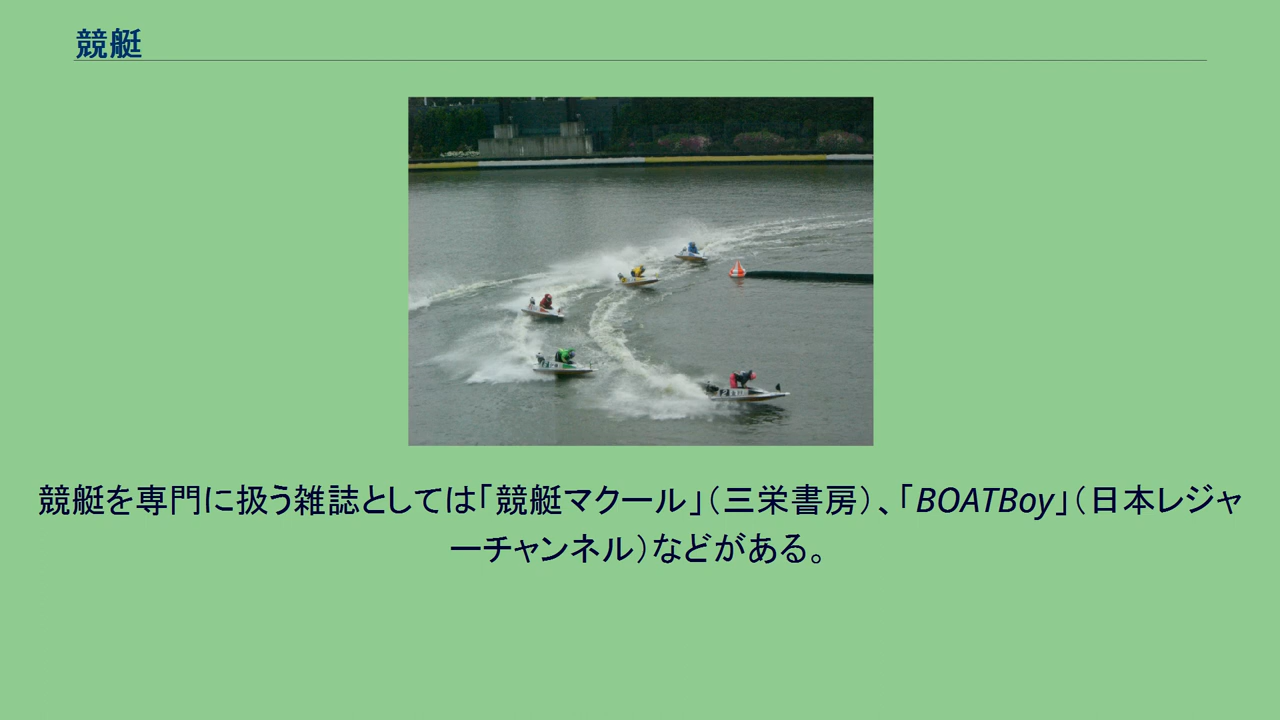 競艇
競艇を専門に扱う雑誌としては「競艇マクール」（三栄書房）、「BOATBoy」（日本レジャ
ーチャンネル）などがある。